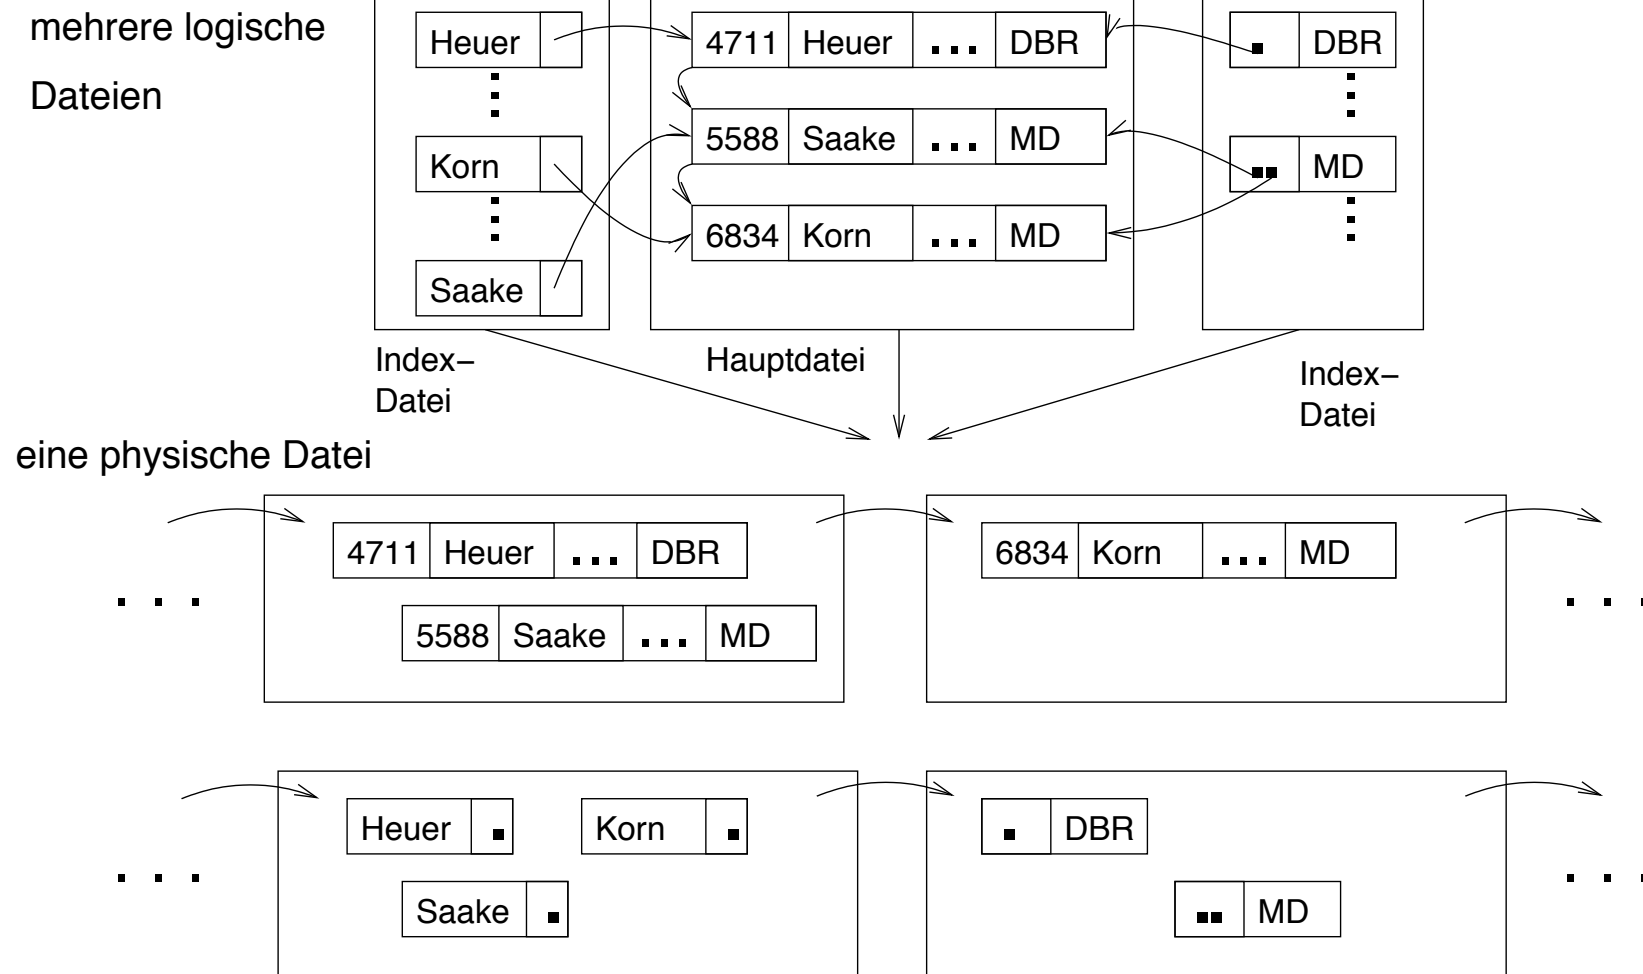 mehrere logische
Dateien
Heuer
Korn
Saake
4711 Heuer ... DBR
5588 Saake ... MD
6834 Korn ... MD
DBR
MD
Index–
Datei
Hauptdatei
Index–
Datei
eine physische Datei
4711 Heuer ... DBR
5588 Saake ... MD
6834 Korn ... MD
Heuer
Korn
Saake
DBR
MD